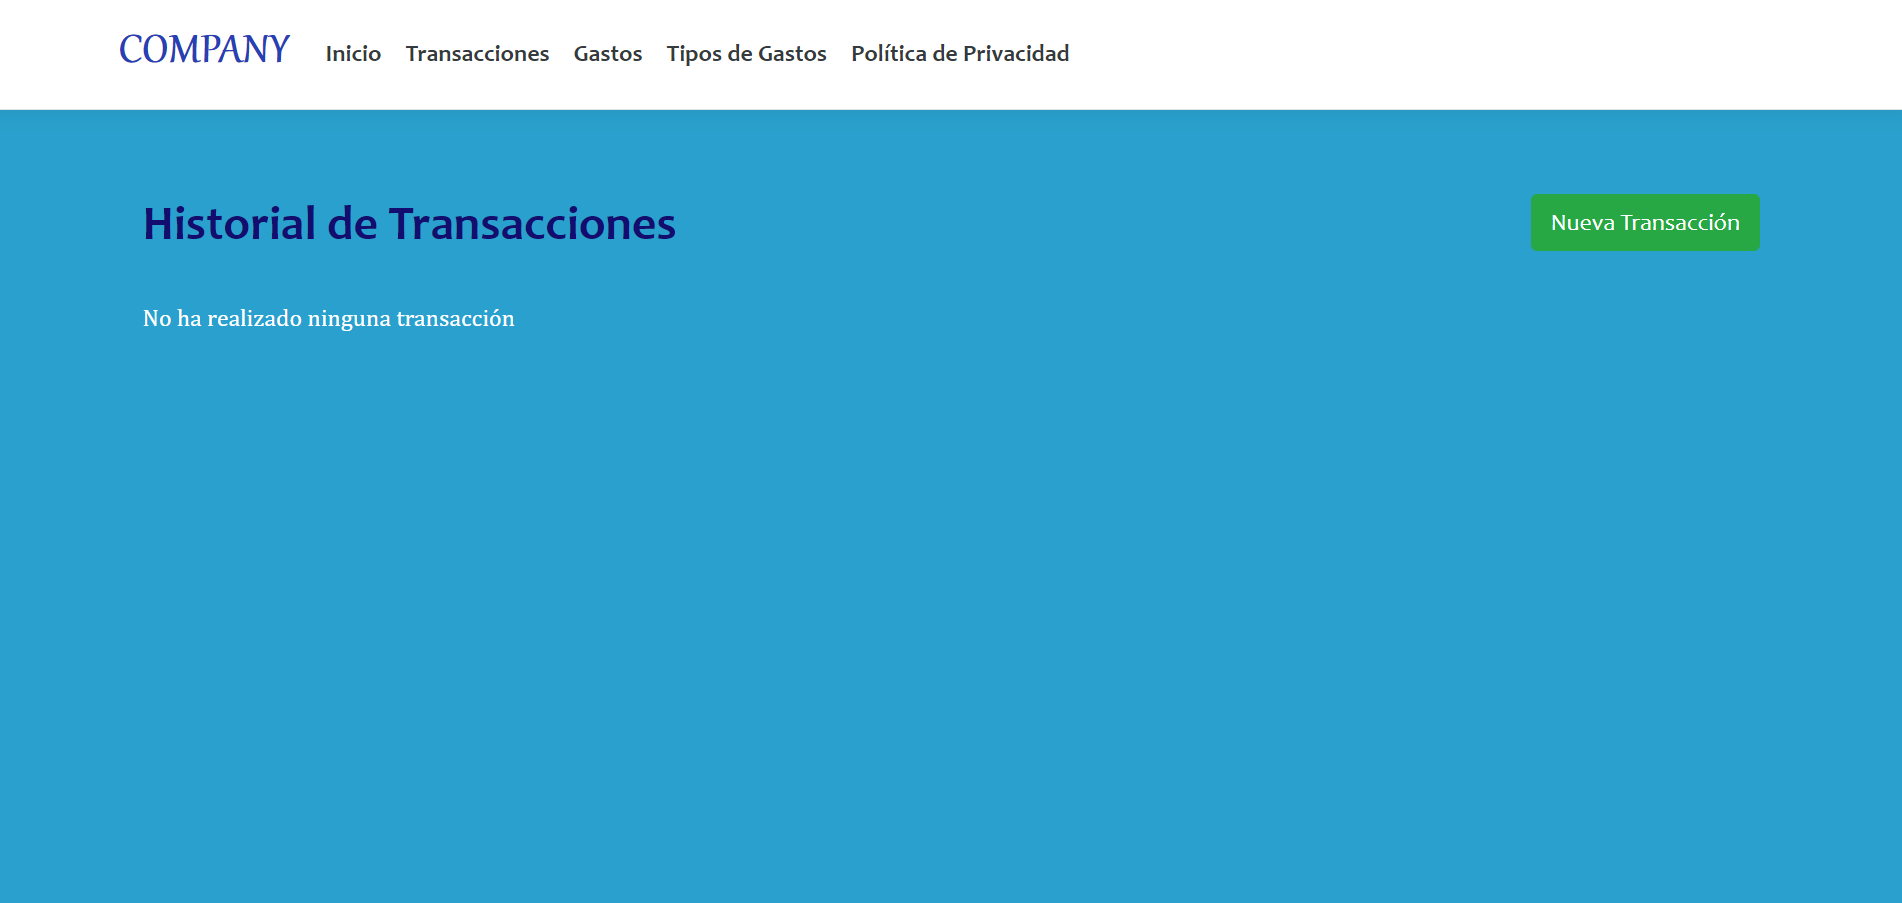 COMPANY Inicio Transacciones Gastos Tipos de Gastos Política de Privacidad
Historial de Transacciones
Nueva Transacción
No ha realizado ninguna transacción